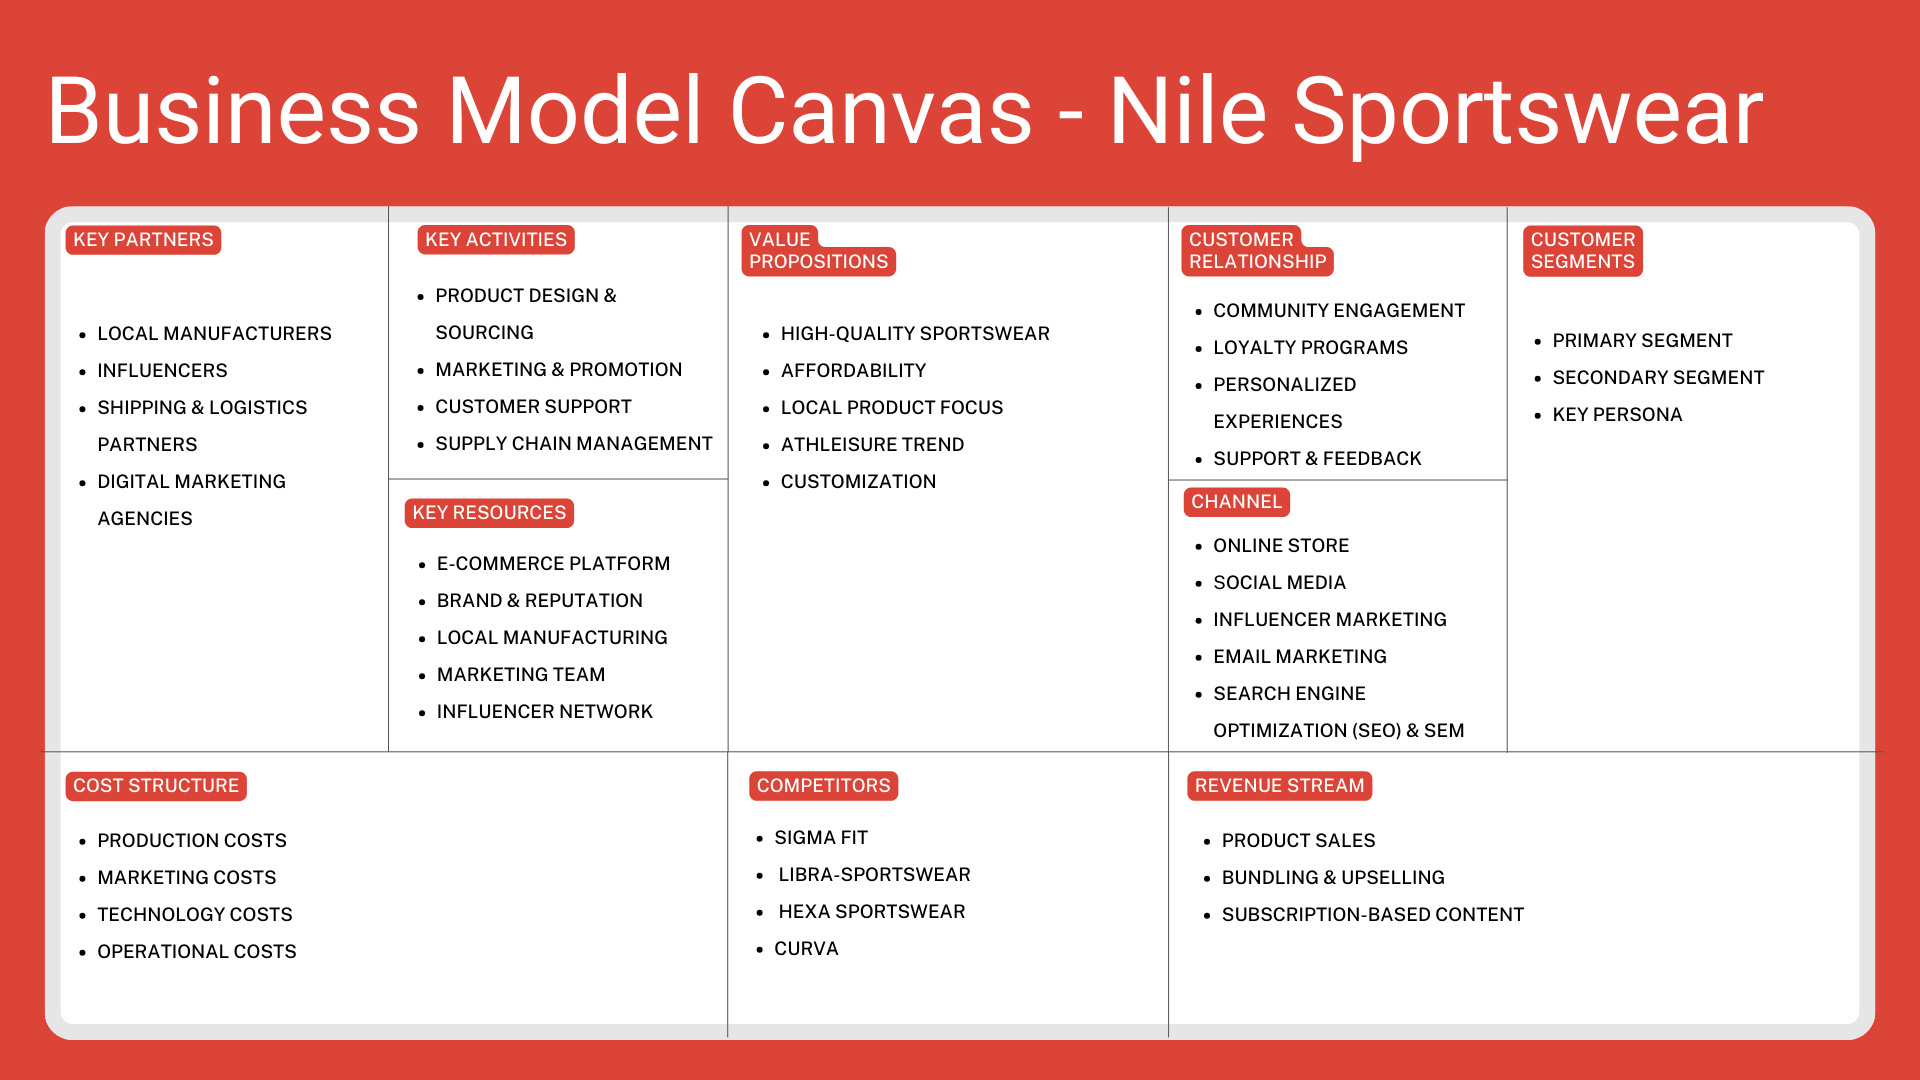 Business Model Canvas - Nile Sportswear
KEY PARTNERS
• LOCAL MANUFACTURERS
• INFLUENCERS
• SHIPPING & LOGISTICS
PARTNERS
• DIGITAL MARKETING
AGENCIES
KEY ACTIVITIES
• PRODUCT DESIGN &
SOURCING
• MARKETING & PROMOTION
• CUSTOMER SUPPORT
• SUPPLY CHAIN MANAGEMENT
KEY RESOURCES
• E-COMMERCE PLATFORM
• BRAND & REPUTATION
• LOCAL MANUFACTURING
• MARKETING TEAM
• INFLUENCER NETWORK
VALUE
PROPOSITIONS
• HIGH-QUALITY SPORTSWEAR
• AFFORDABILITY
• LOCAL PRODUCT FOCUS
• ATHLEISURE TREND
• CUSTOMIZATION
CUSTOMER
RELATIONSHIP
• COMMUNITY ENGAGEMENT
• LOYALTY PROGRAMS
• PERSONALIZED
EXPERIENCES
• SUPPORT & FEEDBACK
CHANNEL
• ONLINE STORE
• SOCIAL MEDIA
• INFLUENCER MARKETING
• EMAIL MARKETING
• SEARCH ENGINE
OPTIMIZATION (SEO) & SEM
CUSTOMER
SEGMENTS
• PRIMARY SEGMENT
• SECONDARY SEGMENT
• KEY PERSONA
COST STRUCTURE
• PRODUCTION COSTS
• MARKETING COSTS
• TECHNOLOGY COSTS
• OPERATIONAL COSTS
COMPETITORS
• SIGMA FIT
• LIBRA-SPORTSWEAR
• HEXA SPORTSWEAR
• CURVA
REVENUE STREAM
• PRODUCT SALES
• BUNDLING & UPSELLING
• SUBSCRIPTION-BASED CONTENT